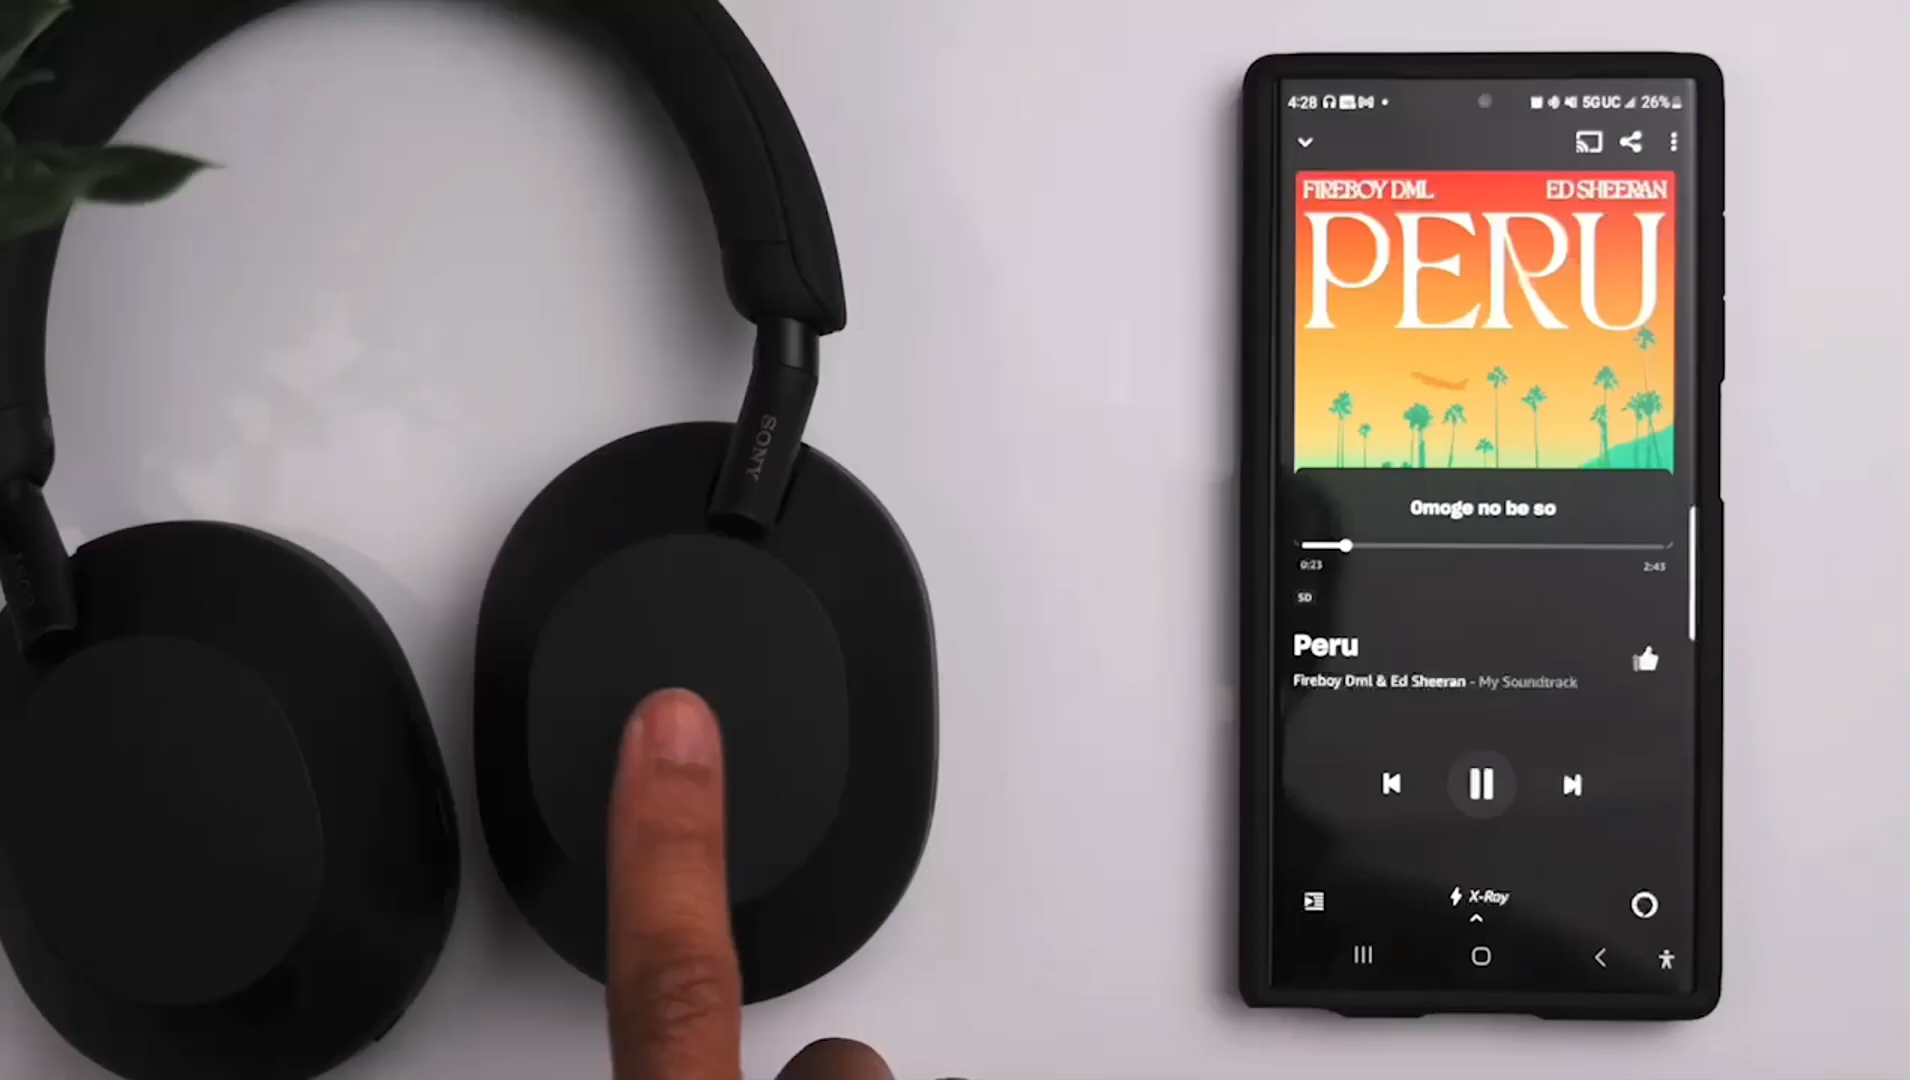 SONY
4:28
5GUC 26%
FIREBOY DML ED SHEERAN
PERU
0moge no be so
0:23 2:43
SD
Peru
Fireboy Dml & Ed Sheeran - My Soundtrack
X-Ray